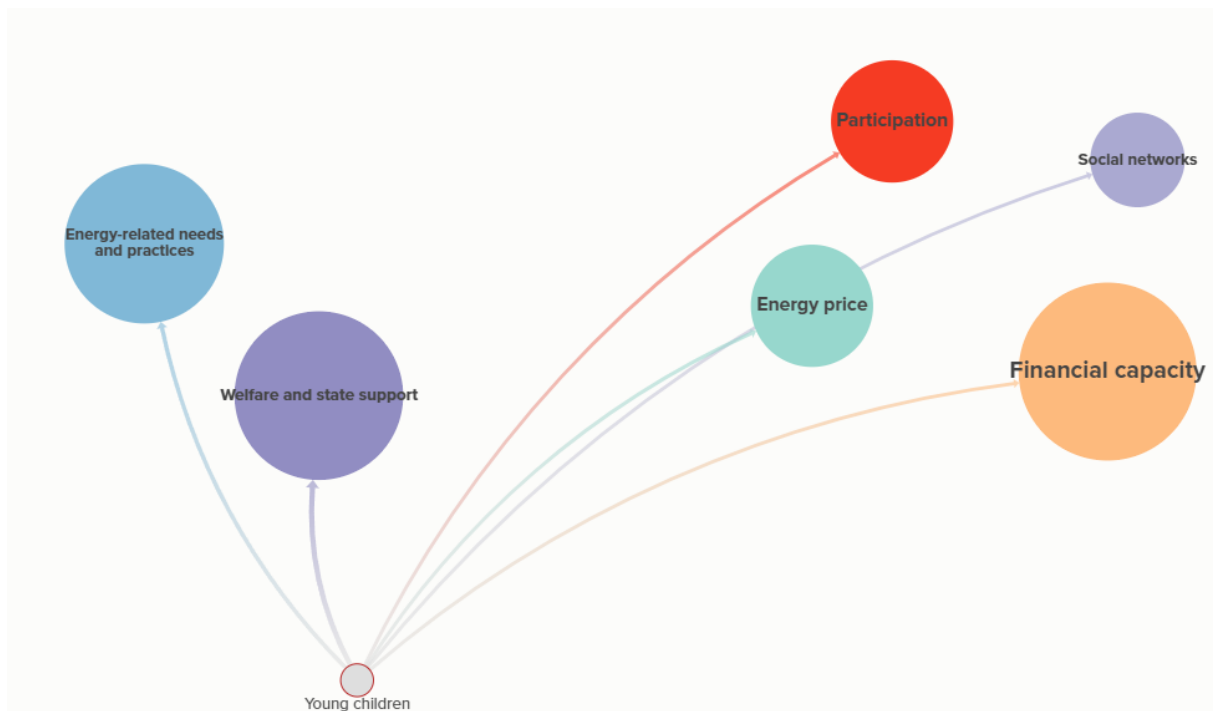 Participation
Social networks
Energy-related needs
and practices
Energy price
Financial capacity
Welfare and state support
Young children